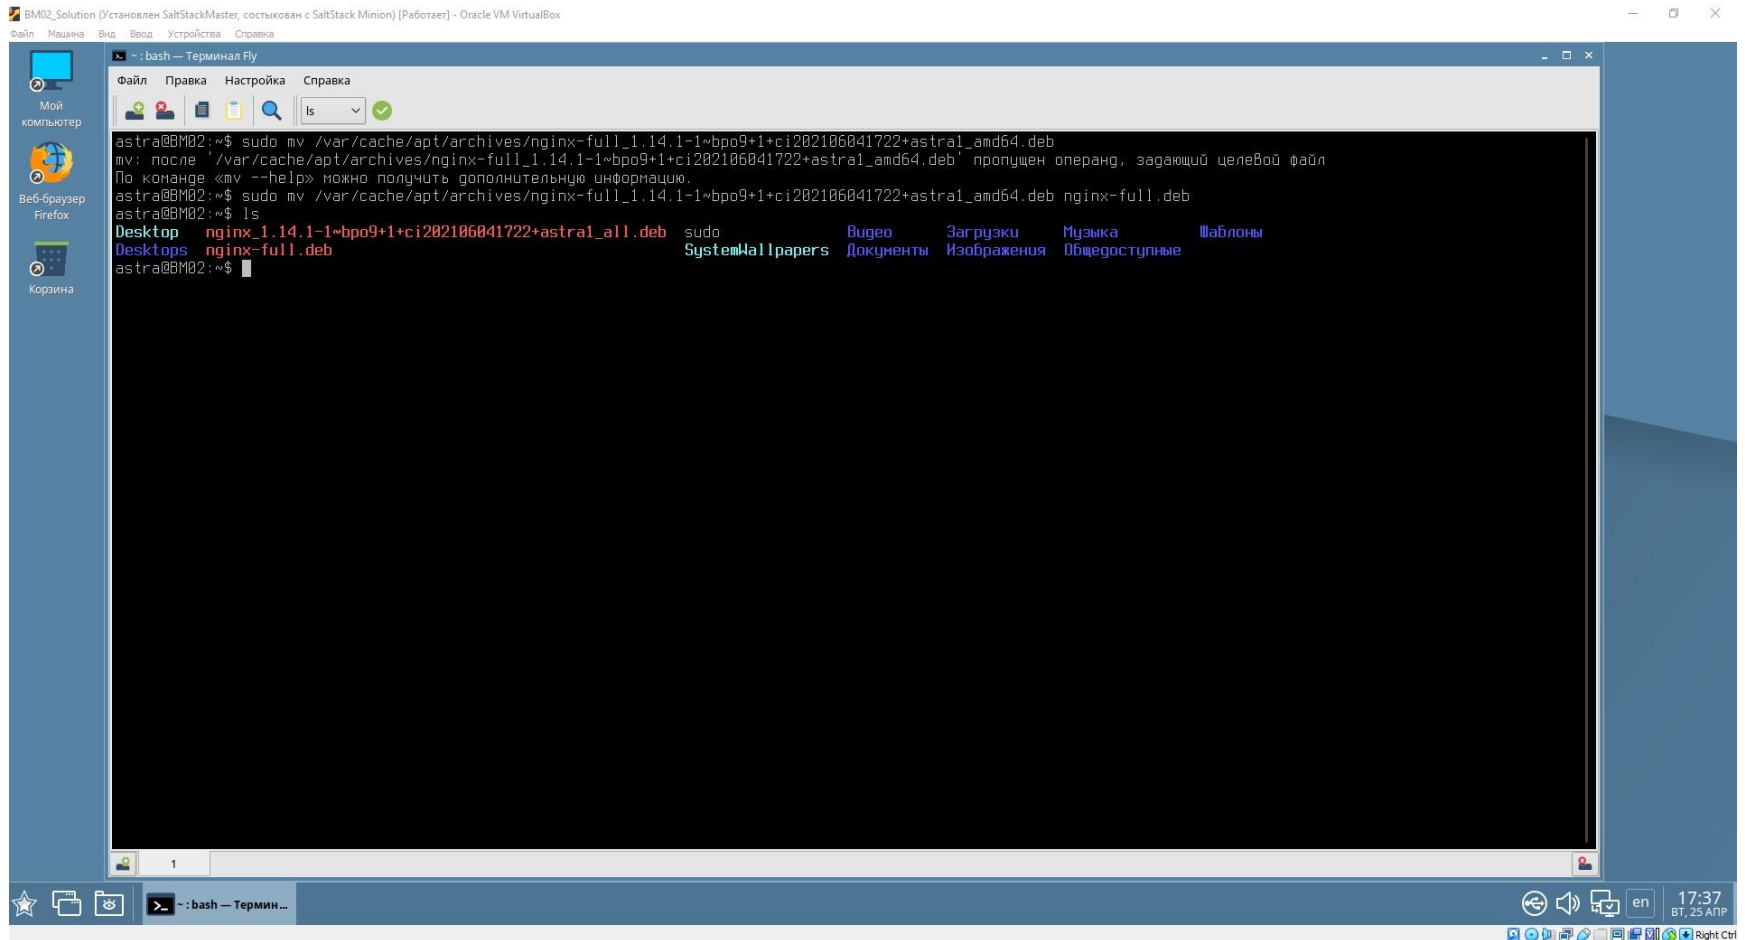 BM02_Solution (Установлен SaltStackMaster, состыкован с SaltStack Minion) [Работает] - Oracle VM VirtualBox
Файл Машина Вид Ввод Устройства Справка
~ : bash — Терминал Fly
Файл Правка Настройка Справка
ls
Мой компьютер
Веб-браузер Firefox
Корзина
astra@BM02:~$ sudo mv /var/cache/apt/archives/nginx-full_1.14.1-1~bpo9+1+ci202106041722+astra1_amd64.deb
mv: после '/var/cache/apt/archives/nginx-full_1.14.1-1~bpo9+1+ci202106041722+astra1_amd64.deb' пропущен операнд, задающий целевой файл
По команде «mv --help» можно получить дополнительную информацию.
astra@BM02:~$ sudo mv /var/cache/apt/archives/nginx-full_1.14.1-1~bpo9+1+ci202106041722+astra1_amd64.deb nginx-full.deb
astra@BM02:~$ ls
Desktop nginx_1.14.1-1~bpo9+1+ci202106041722+astra1_all.deb sudo Видео Загрузки Музыка Шаблоны
Desktops nginx-full.deb SystemWallpapers Документы Изображения Общедоступные
astra@BM02:~$
1
~ : bash — Термин...
en
17:37
ВТ, 25 АПР
Right Ctrl